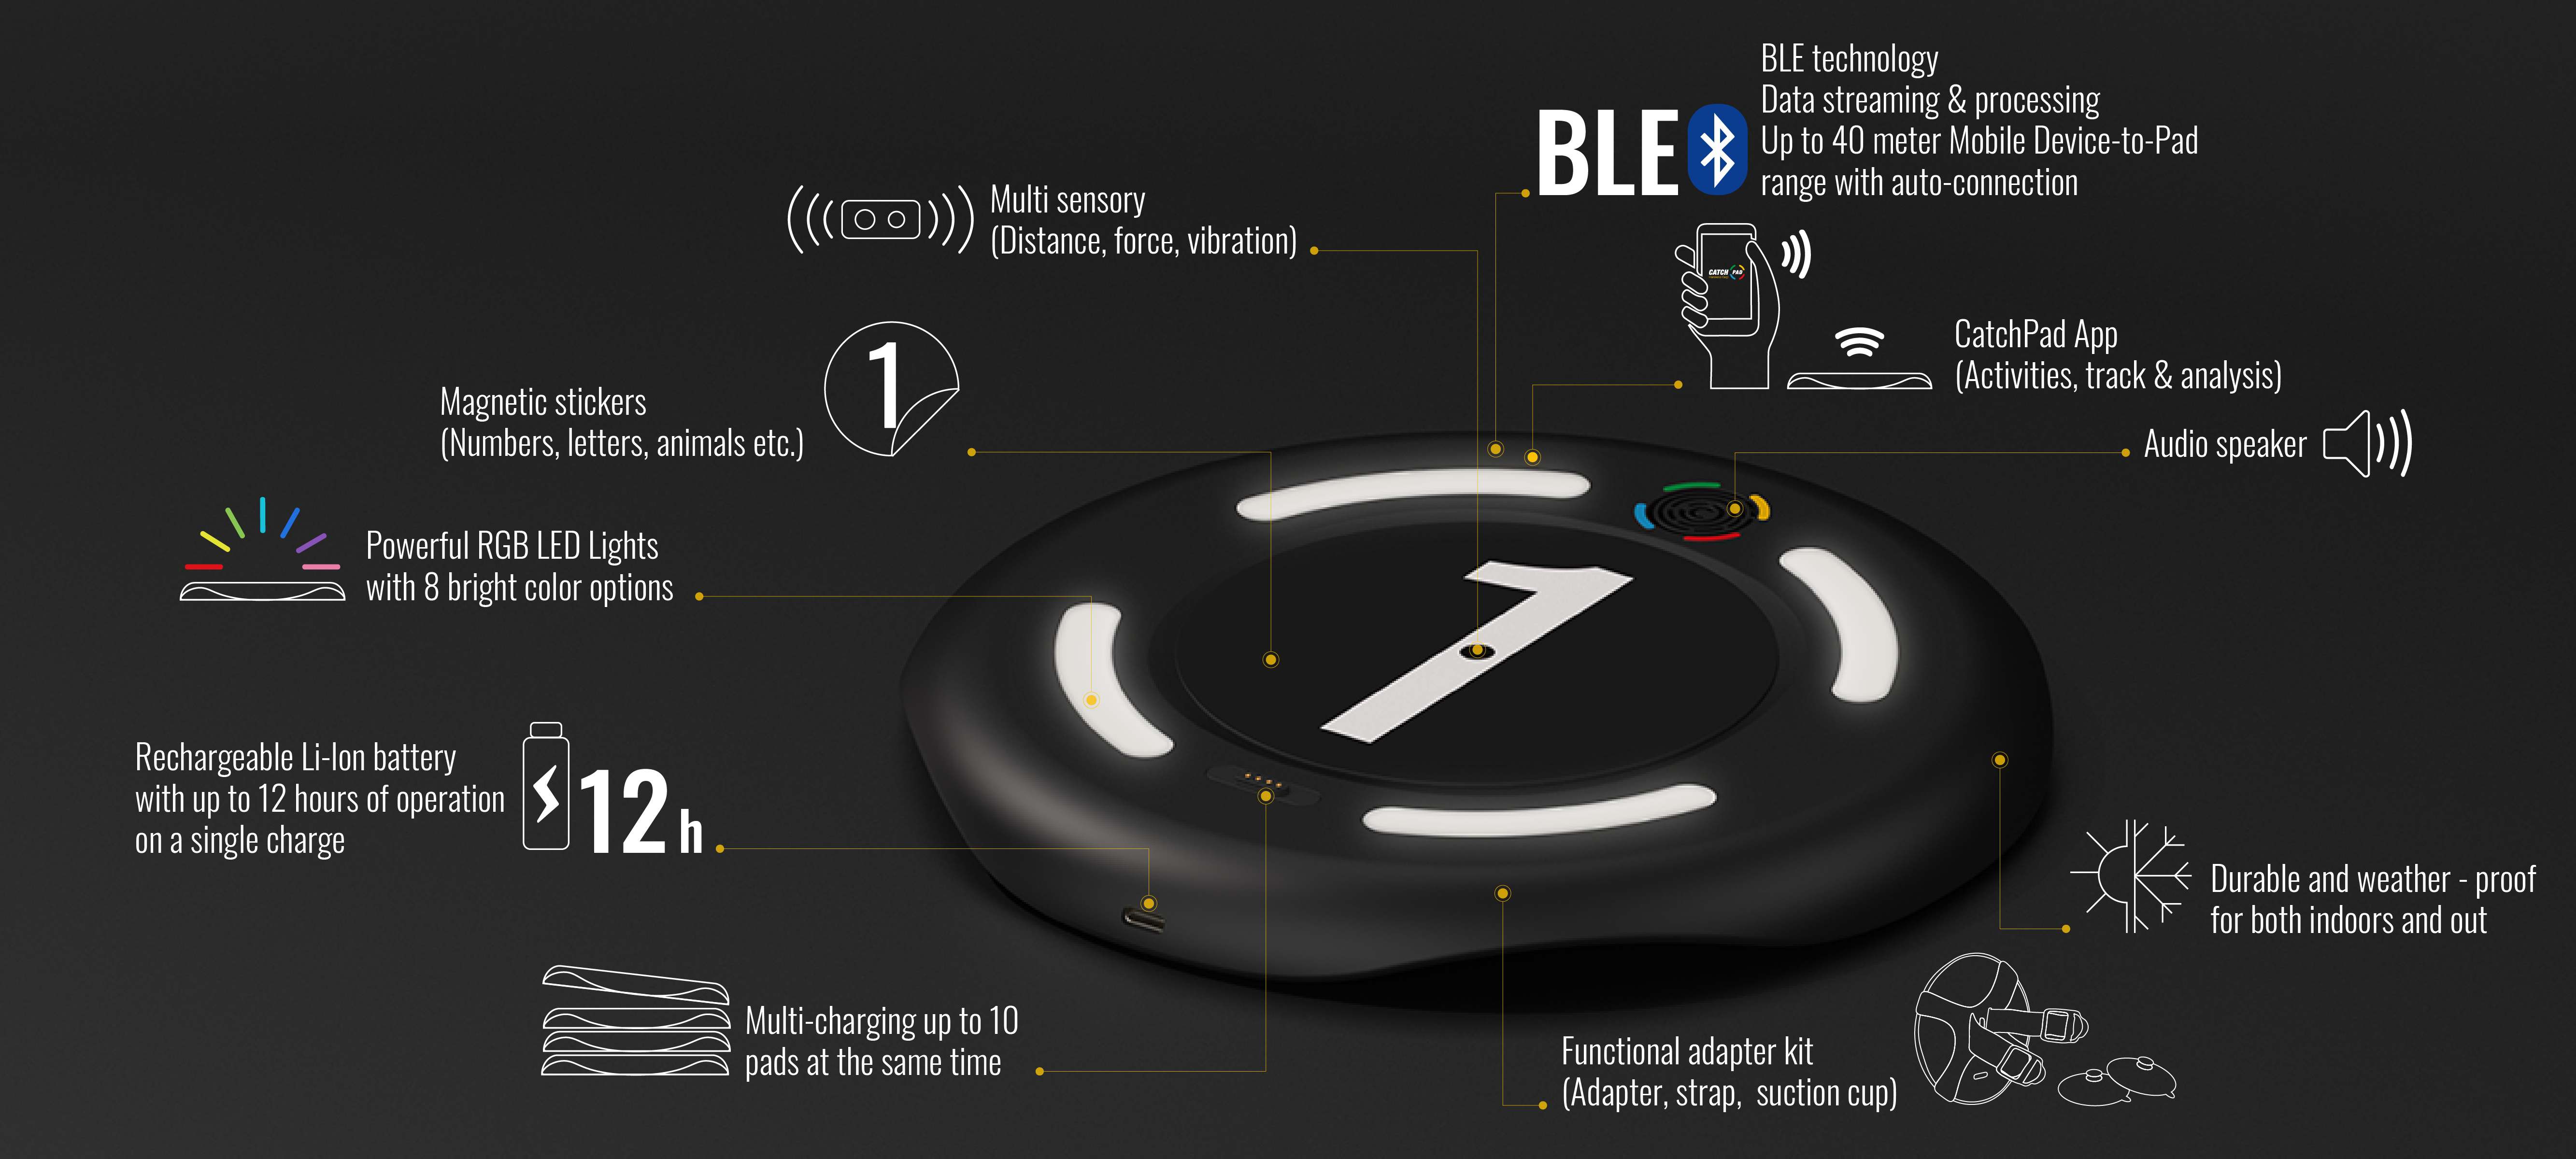 BLE
BLE technology
Data streaming & processing
Up to 40 meter Mobile Device-to-Pad
range with auto-connection
Multi sensory
(Distance, force, vibration)
CATCH PAD
CatchPad App
(Activities, track & analysis)
1
Magnetic stickers
(Numbers, letters, animals etc.)
Audio speaker
Powerful RGB LED Lights
with 8 bright color options
1
Rechargeable Li-Ion battery
with up to 12 hours of operation
on a single charge
12 h
Durable and weather - proof
for both indoors and out
Multi-charging up to 10
pads at the same time
Functional adapter kit
(Adapter, strap, suction cup)